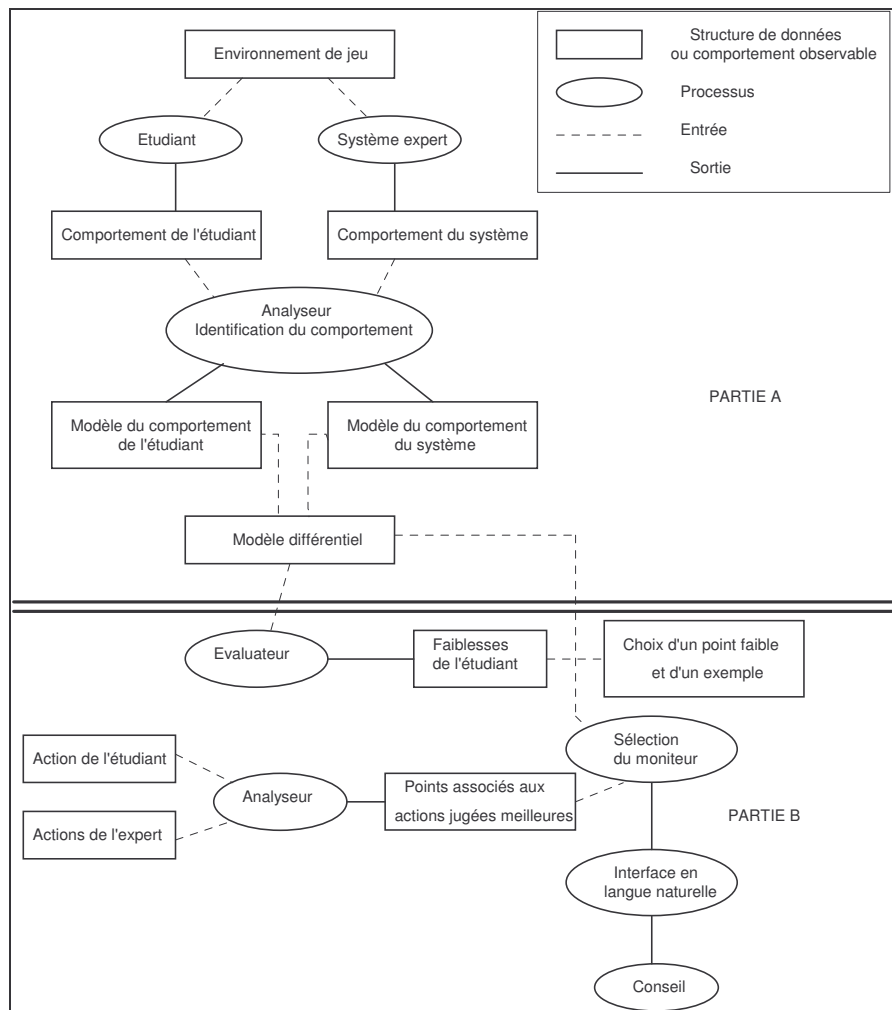 Environnement de jeu
Structure de données
ou comportement observable
Processus
Entrée
Sortie
Etudiant
Système expert
Comportement de l'étudiant
Comportement du système
Analyseur
Identification du comportement
PARTIE A
Modèle du comportement
de l'étudiant
Modèle du comportement
du système
Modèle différentiel
Evaluateur
Faiblesses
de l'étudiant
Choix d'un point faible
et d'un exemple
Sélection
du moniteur
Action de l'étudiant
Analyseur
Points associés aux
actions jugées meilleures
Actions de l'expert
PARTIE B
Interface en
langue naturelle
Conseil